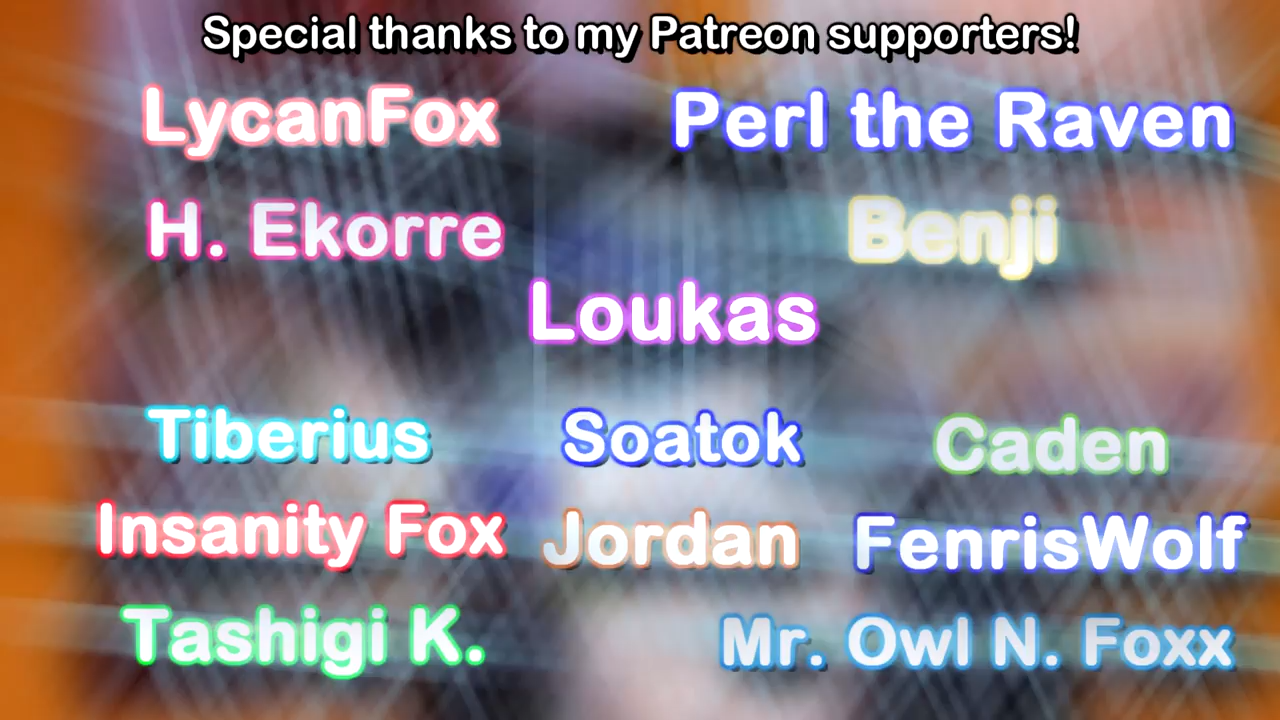 Special thanks to my Patreon supporters!
LycanFox
Perl the Raven
H. Ekorre
Benji
Loukas
Tiberius
Soatok
Caden
Insanity Fox
Jordan
FenrisWolf
Tashigi K.
Mr. Owl N. Foxx